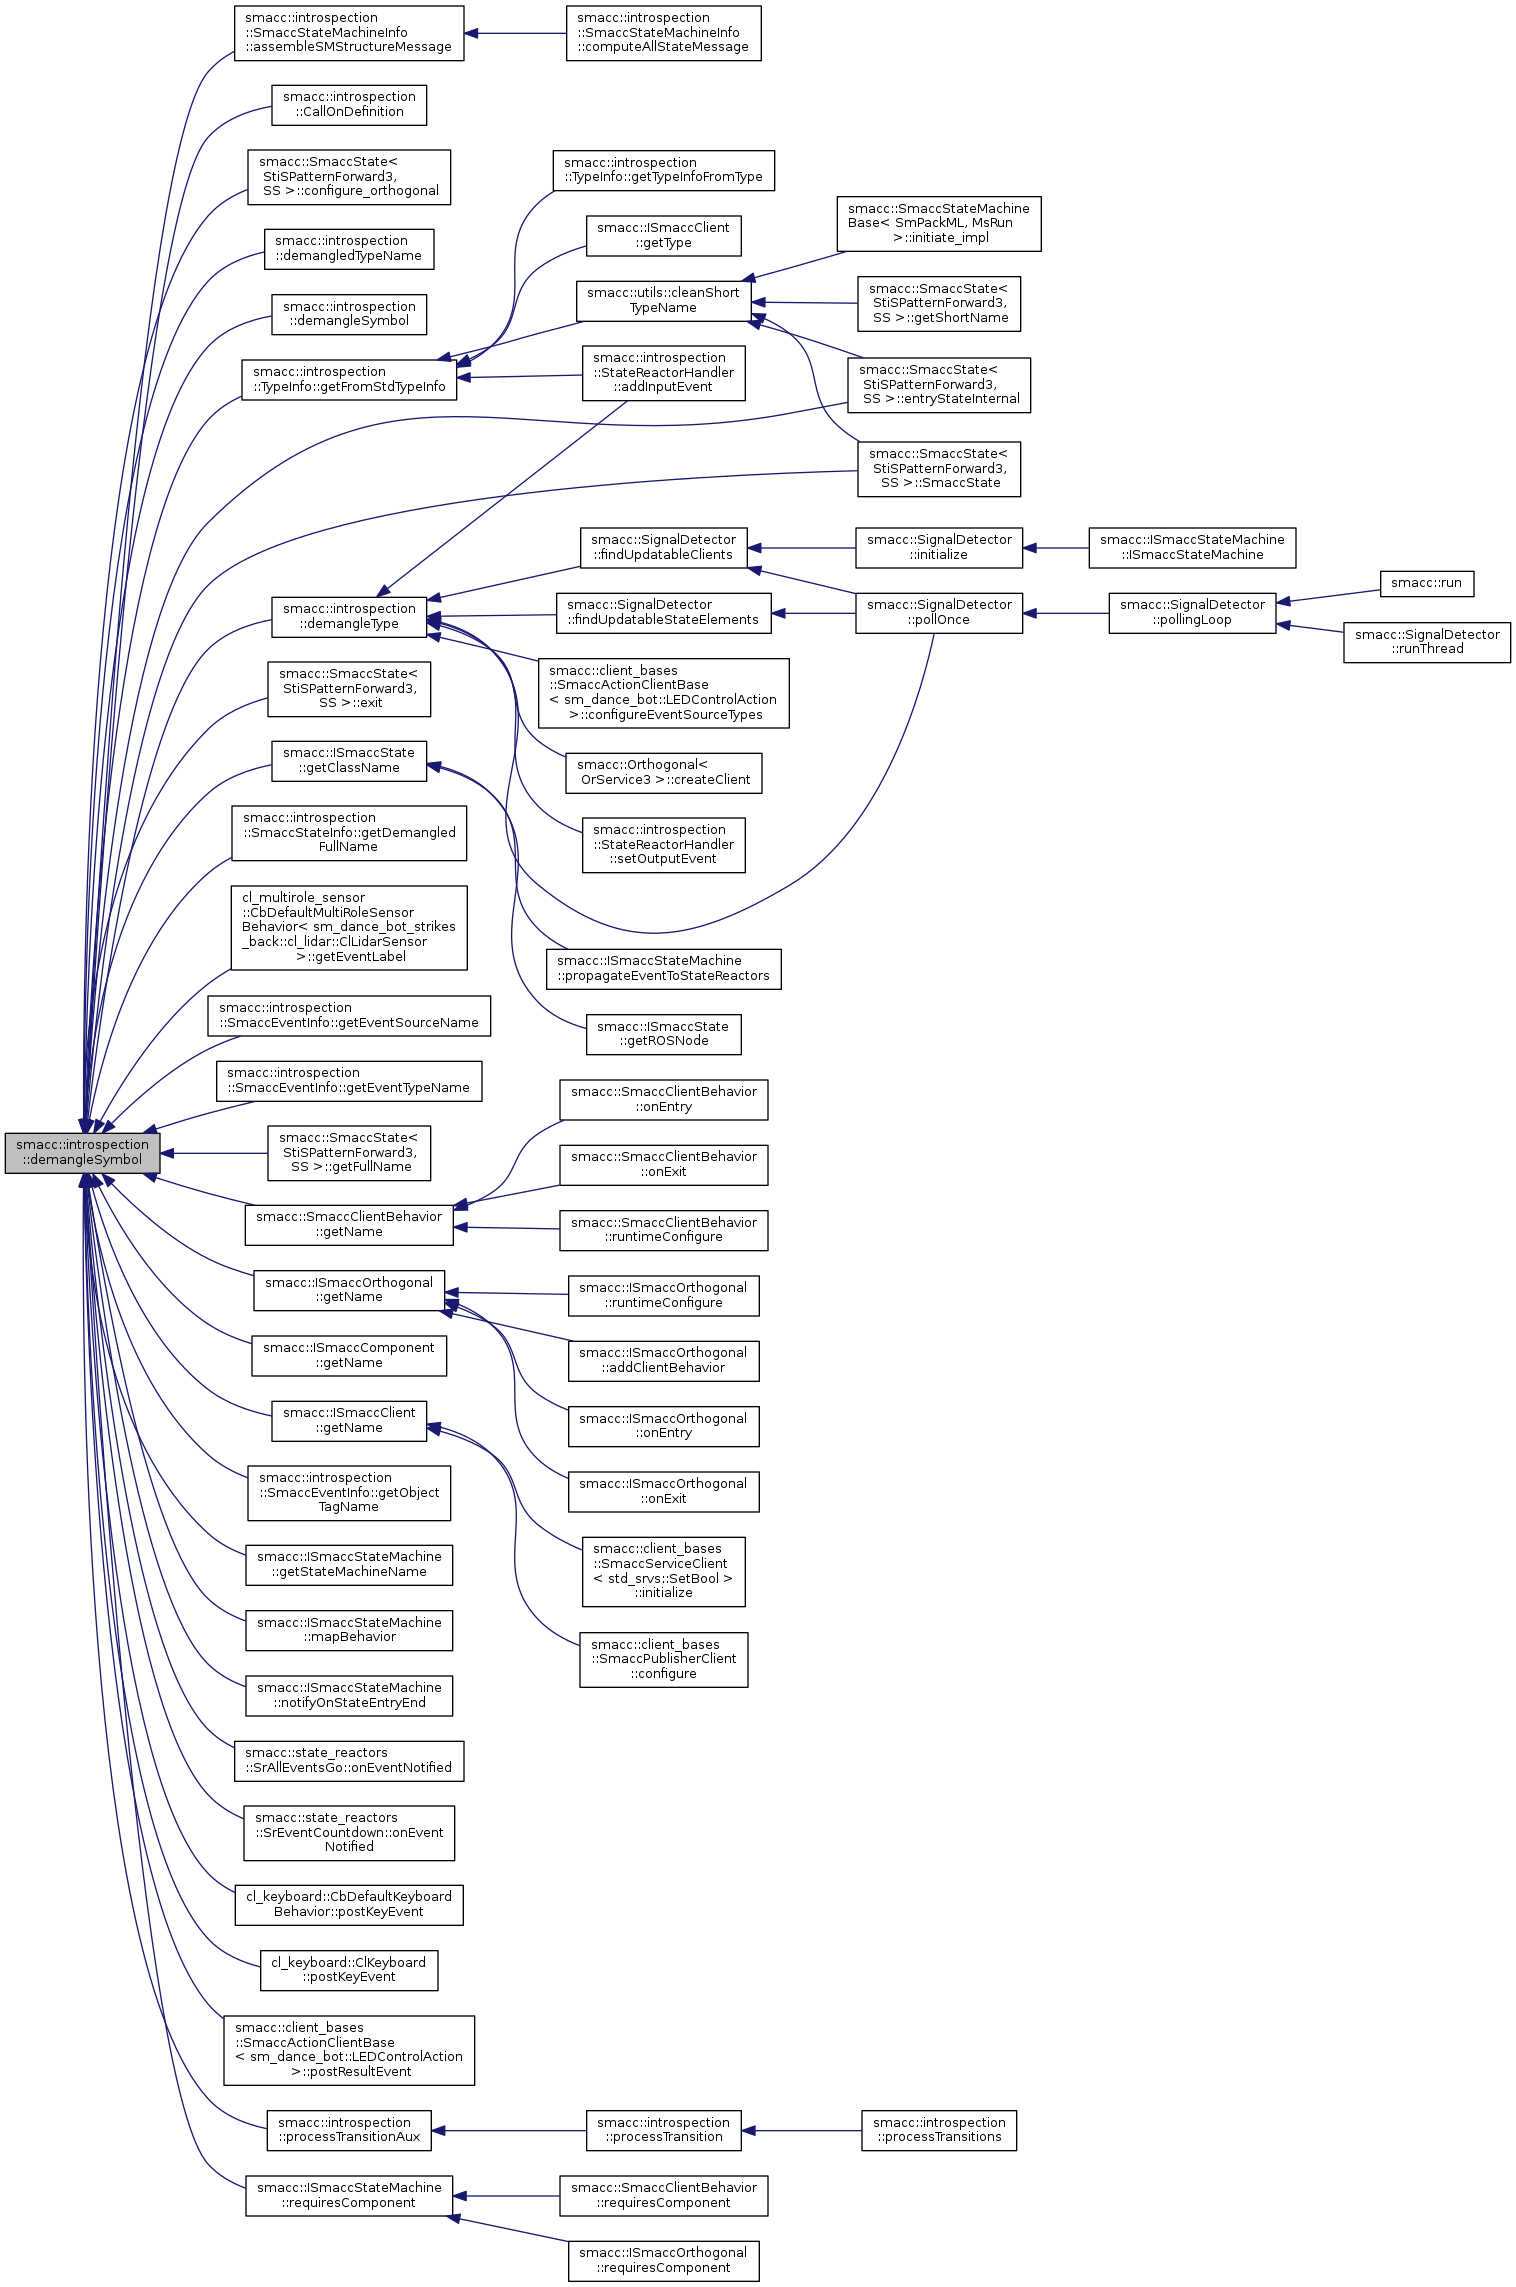 smacc::introspection
::SmaccStateMachineInfo
::assembleSMStructureMessage
smacc::introspection
::SmaccStateMachineInfo
::computeAllStateMessage
smacc::introspection
::CallOnDefinition
smacc::SmaccState<
StiSPatternForward3,
SS >::configure_orthogonal
smacc::introspection
::demangledTypeName
smacc::introspection
::demangleSymbol
smacc::introspection
::TypeInfo::getFromStdTypeInfo
smacc::introspection
::TypeInfo::getTypeInfoFromType
smacc::ISmaccClient
::getType
smacc::utils::cleanShort
TypeName
smacc::introspection
::StateReactorHandler
::addInputEvent
smacc::SmaccStateMachine
Base< SmPackML, MsRun
>::initiate_impl
smacc::SmaccState<
StiSPatternForward3,
SS >::getShortName
smacc::SmaccState<
StiSPatternForward3,
SS >::entryStateInternal
smacc::SmaccState<
StiSPatternForward3,
SS >::SmaccState
smacc::introspection
::demangleType
smacc::SignalDetector
::findUpdatableClients
smacc::SignalDetector
::initialize
smacc::ISmaccStateMachine
::ISmaccStateMachine
smacc::SignalDetector
::findUpdatableStateElements
smacc::SignalDetector
::pollOnce
smacc::SignalDetector
::pollingLoop
smacc::run
smacc::SignalDetector
::runThread
smacc::client_bases
::SmaccActionClientBase
< sm_dance_bot::LEDControlAction
>::configureEventSourceTypes
smacc::Orthogonal<
OrService3 >::createClient
smacc::introspection
::StateReactorHandler
::setOutputEvent
smacc::SmaccState<
StiSPatternForward3,
SS >::exit
smacc::ISmaccState
::getClassName
smacc::ISmaccStateMachine
::propagateEventToStateReactors
smacc::ISmaccState
::getROSNode
smacc::introspection
::SmaccStateInfo::getDemangled
FullName
cl_multirole_sensor
::CbDefaultMultiRoleSensor
Behavior< sm_dance_bot_strikes
_back::cl_lidar::ClLidarSensor
>::getEventLabel
smacc::introspection
::SmaccEventInfo::getEventSourceName
smacc::introspection
::SmaccEventInfo::getEventTypeName
smacc::introspection
::demangleSymbol
smacc::SmaccState<
StiSPatternForward3,
SS >::getFullName
smacc::SmaccClientBehavior
::getName
smacc::SmaccClientBehavior
::onEntry
smacc::SmaccClientBehavior
::onExit
smacc::SmaccClientBehavior
::runtimeConfigure
smacc::ISmaccOrthogonal
::getName
smacc::ISmaccOrthogonal
::runtimeConfigure
smacc::ISmaccOrthogonal
::addClientBehavior
smacc::ISmaccOrthogonal
::onEntry
smacc::ISmaccOrthogonal
::onExit
smacc::ISmaccComponent
::getName
smacc::ISmaccClient
::getName
smacc::client_bases
::SmaccServiceClient
< std_srvs::SetBool >
::initialize
smacc::client_bases
::SmaccPublisherClient
::configure
smacc::introspection
::SmaccEventInfo::getObject
TagName
smacc::ISmaccStateMachine
::getStateMachineName
smacc::ISmaccStateMachine
::mapBehavior
smacc::ISmaccStateMachine
::notifyOnStateEntryEnd
smacc::state_reactors
::SrAllEventsGo::onEventNotified
smacc::state_reactors
::SrEventCountdown::onEvent
Notified
cl_keyboard::CbDefaultKeyboard
Behavior::postKeyEvent
cl_keyboard::ClKeyboard
::postKeyEvent
smacc::client_bases
::SmaccActionClientBase
< sm_dance_bot::LEDControlAction
>::postResultEvent
smacc::introspection
::processTransitionAux
smacc::introspection
::processTransition
smacc::introspection
::processTransitions
smacc::ISmaccStateMachine
::requiresComponent
smacc::SmaccClientBehavior
::requiresComponent
smacc::ISmaccOrthogonal
::requiresComponent